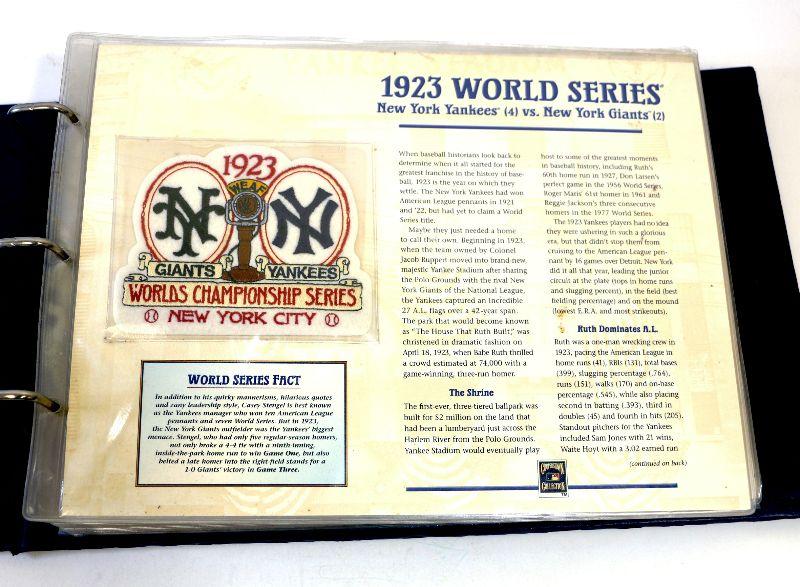 1923 WORLD SERIES
New York Yankees (4) vs. New York Giants (2)
1923
WEAF
NY
NY
GIANTS
YANKEES
WORLDS CHAMPIONSHIP SERIES
NEW YORK CITY
WORLD SERIES FACT
In addition to his quirky mannerisms, hilarious quotes
and zany leadership style, Casey Stengel is best known
as the Yankees manager who won ten American League
pennants and seven World Series. But in 1923,
the New York Giants outfielder was the Yankees' biggest
menace. Stengel, who had only five regular-season homers,
not only broke a 4-4 tie with a ninth-inning,
inside-the-park home run to win Game One, but also
belted a late homer into the right field stands for a
1-0 Giants' victory in Game Three.
When baseball historians look back to
determine when it all started for the
greatest franchise in the history of base-
ball, 1923 is the year on which they
settle. The New York Yankees had won
American League pennants in 1921
and '22, but had yet to claim a World
Series title.
Maybe they just needed a home
to call their own. Beginning in 1923,
when the team owned by Colonel
Jacob Ruppert moved into brand-new,
majestic Yankee Stadium after sharing
the Polo Grounds with the rival New
York Giants of the National League,
the Yankees captured an incredible
27 A.L. flags over a 42-year span.
The park that would become known
as "The House That Ruth Built," was
christened in dramatic fashion on
April 18, 1923, when Babe Ruth thrilled
a crowd estimated at 74,000 with a
game-winning, three-run homer.
The Shrine
The first-ever, three-tiered ballpark was
built for $2 million on the land that
had been a lumberyard just across the
Harlem River from the Polo Grounds.
Yankee Stadium would eventually play
host to some of the greatest moments
in baseball history, including Ruth's
60th home run in 1927, Don Larsen's
perfect game in the 1956 World Series,
Roger Maris' 61st homer in 1961 and
Reggie Jackson's three consecutive
homers in the 1977 World Series.
The 1923 Yankees players had no idea
they were ushering in such a glorious
era, but that didn't stop them from
cruising to the American League pen-
nant by 16 games over Detroit. New York
did it all that year, leading the junior
circuit at the plate (tops in home runs
and slugging percent), in the field (best
fielding percentage) and on the mound
(lowest E.R.A. and most strikeouts).
Ruth Dominates A.L.
Ruth was a one-man wrecking crew in
1923, pacing the American League in
home runs (41), RBIs (131), total bases
(399), slugging percentage (.764),
runs (151), walks (170) and on-base
percentage (.545), while also placing
second in batting (.393), third in
doubles (45) and fourth in hits (205).
Standout pitchers for the Yankees
included Sam Jones with 21 wins,
Waite Hoyt with a 3.02 earned run
(continued on back)
COOPERSTOWN
COLLECTION
TM